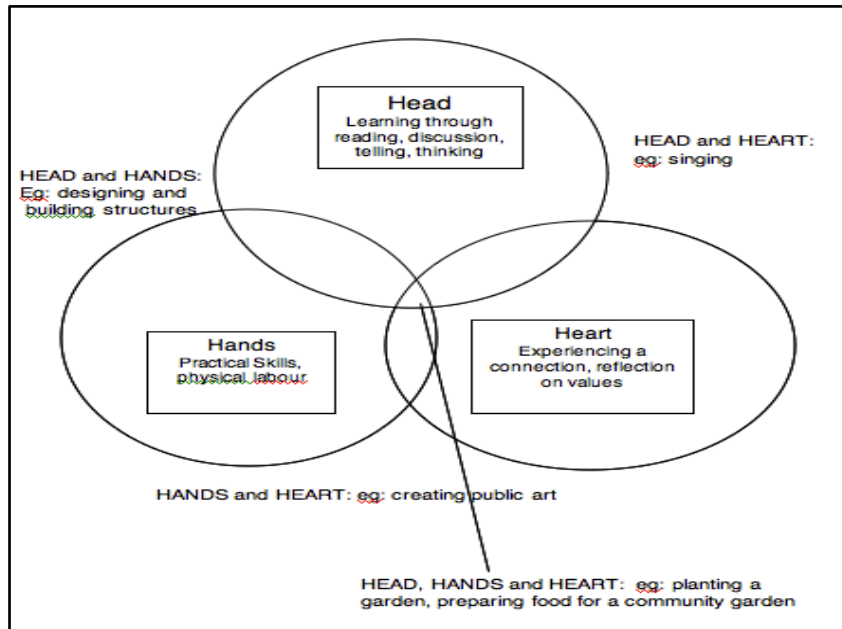 Head
Learning through
reading, discussion,
telling, thinking
HEAD and HEART:
eg: singing
HEAD and HANDS:
Eg: designing and
building structures
Hands
Practical Skills,
physical labour
Heart
Experiencing a
connection, reflection
on values
HANDS and HEART: eg: creating public art
HEAD, HANDS and HEART: eg: planting a
garden, preparing food for a community garden